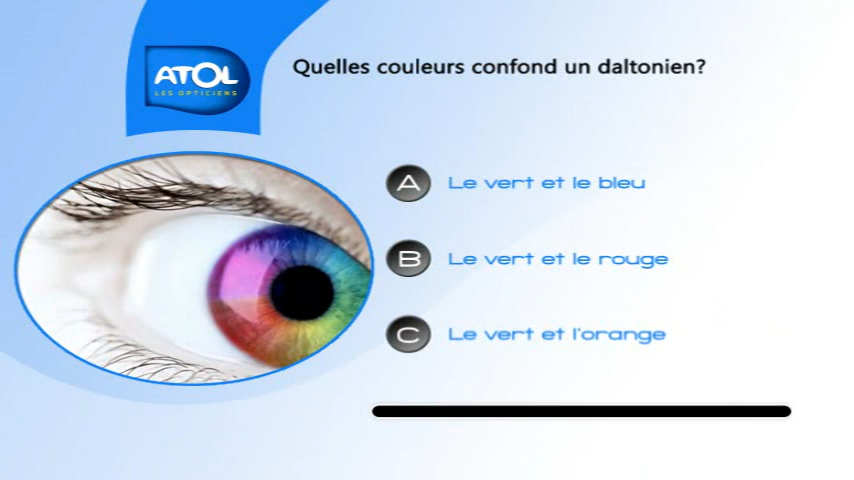 ATOL
LES OPTICIENS
Quelles couleurs confond un daltonien?
A Le vert et le bleu
B Le vert et le rouge
C Le vert et l'orange